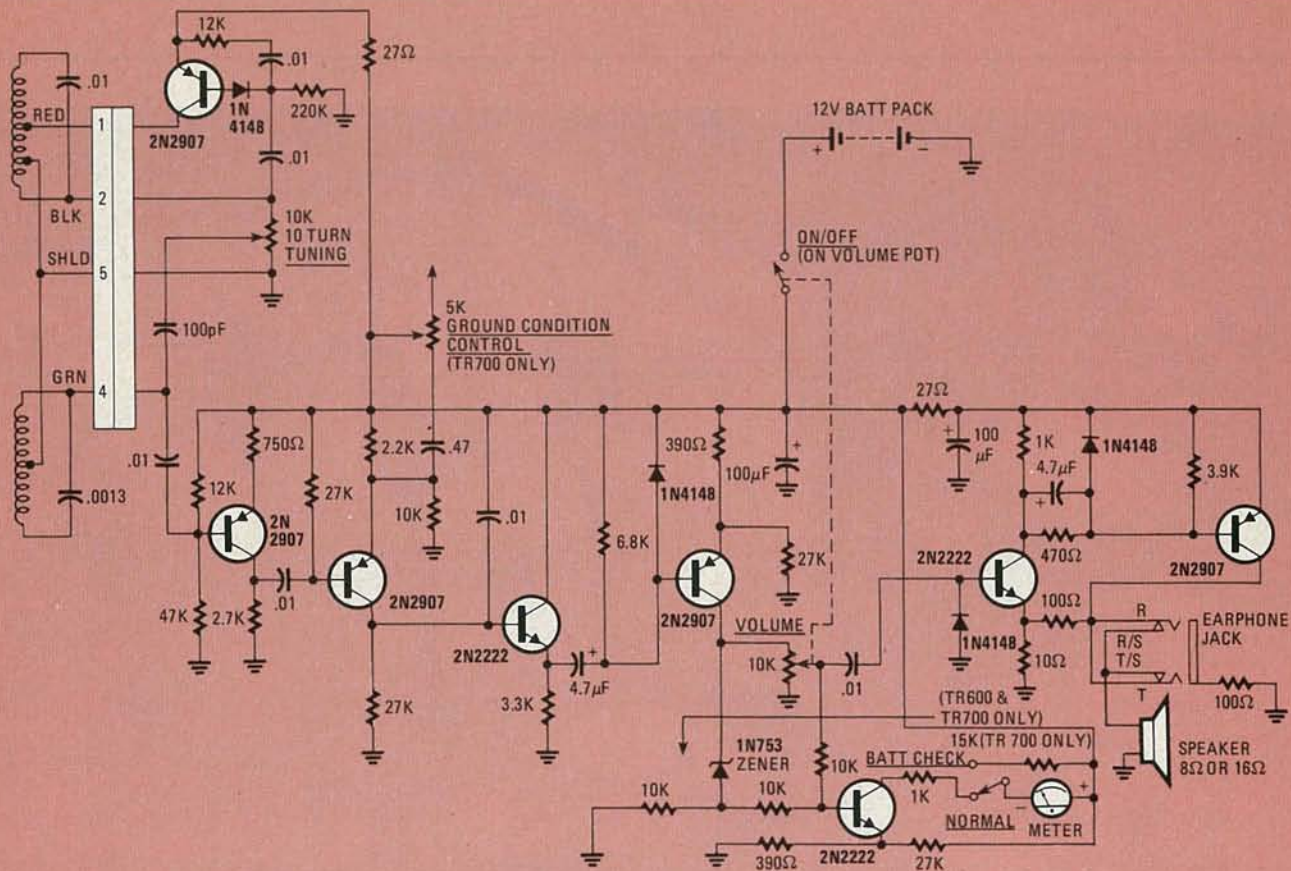 12K
.01
27Ω
.01
RED
1
2N2907
1N
4148
220K
.01
2
BLK
10K
10 TURN
TUNING
SHLD
5
100pF
GRN
4
12V BATT PACK
+
−
ON/OFF
(ON VOLUME POT)
5K
GROUND CONDITION
CONTROL
(TR700 ONLY)
.01
.0013
12K
750Ω
2N
2907
47K
2.7K
.01
27K
2.2K
.47
10K
2N2907
27K
.01
2N2222
3.3K
4.7µF
+
6.8K
1N4148
390Ω
2N2907
27K
100µF
+
VOLUME
10K
.01
27Ω
+
100
µF
1K
4.7µF
+
1N4148
3.9K
2N2222
470Ω
2N2907
1N4148
100Ω
10Ω
R
R/S
T/S
T
EARPHONE
JACK
100Ω
SPEAKER
8Ω OR 16Ω
(TR600 &
TR700 ONLY)
15K(TR 700 ONLY)
1N753
ZENER
10K
10K
10K
BATT CHECK
1K
NORMAL
−
+
METER
390Ω
2N2222
27K